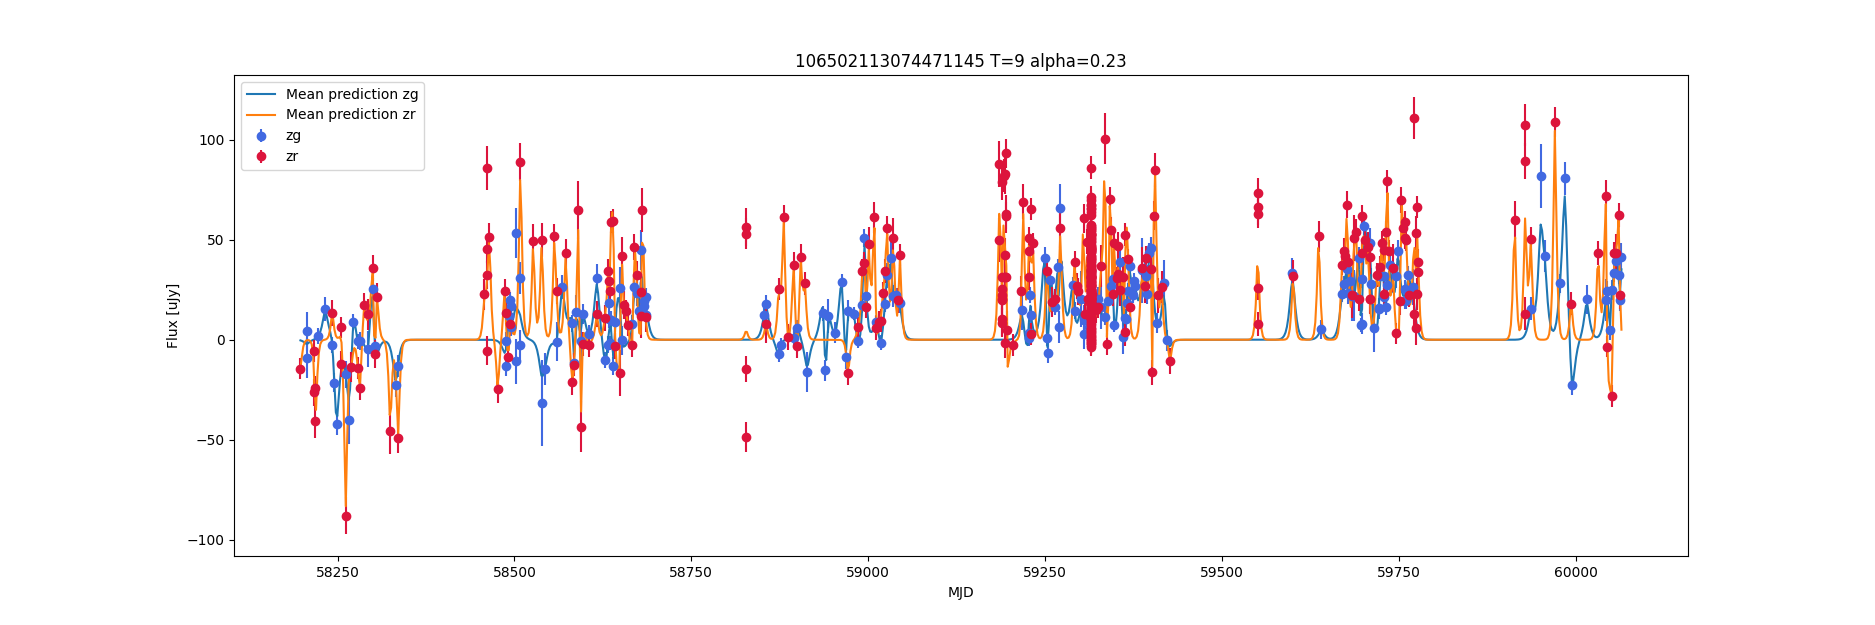 106502113074471145 T=9 alpha=0.23
Mean prediction zg
Mean prediction zr
zg
zr
Flux [uJy]
100
50
0
−50
−100
58250 58500 58750 59000 59250 59500 59750 60000
MJD